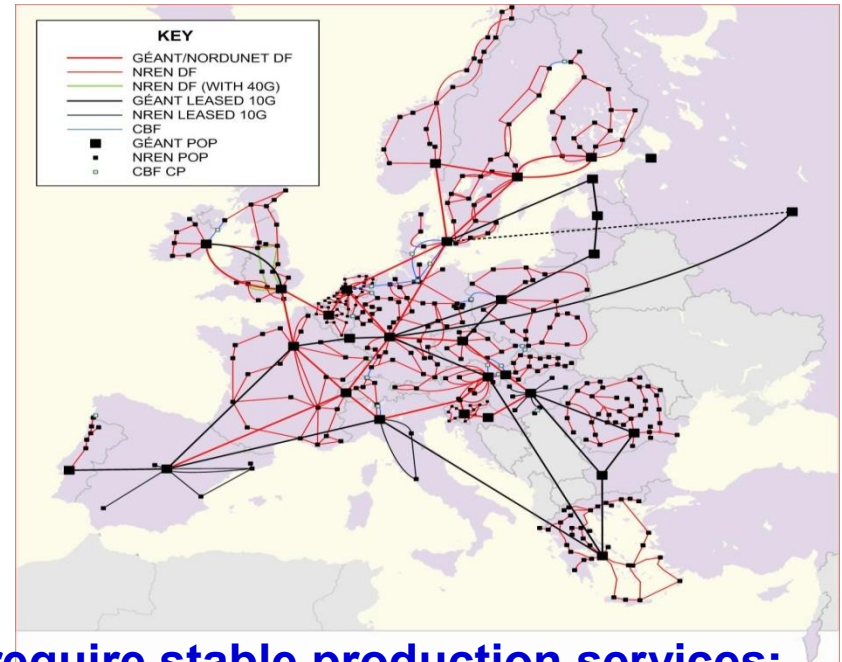 KEY
GÉANT/NORDUNET DF
NREN DF
NREN DF (WITH 40G)
GÉANT LEASED 10G
NREN LEASED 10G
CBF
GÉANT POP
NREN POP
CBF CP
require stable production services: